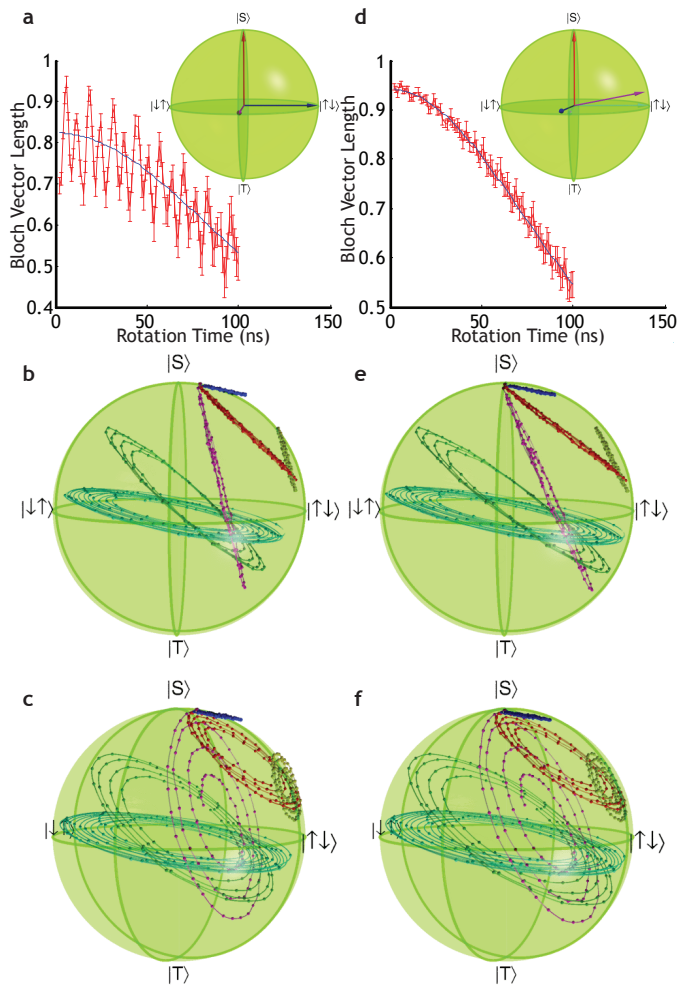 a
|S⟩
1
0.9
0.8
0.7
0.6
0.5
0.4
Bloch Vector Length
|↓↑⟩
|↑↓⟩
|T⟩
0
50
100
150
Rotation Time (ns)
d
|S⟩
1
0.9
0.8
0.7
0.6
0.5
Bloch Vector Length
|↓↑⟩
|↑↓⟩
|T⟩
0
50
100
150
Rotation Time (ns)
b
|S⟩
|↓↑⟩
|↑↓⟩
|T⟩
e
|S⟩
|↓↑⟩
|↑↓⟩
|T⟩
c
|S⟩
|↑↓⟩
|T⟩
f
|S⟩
|↑↓⟩
|T⟩